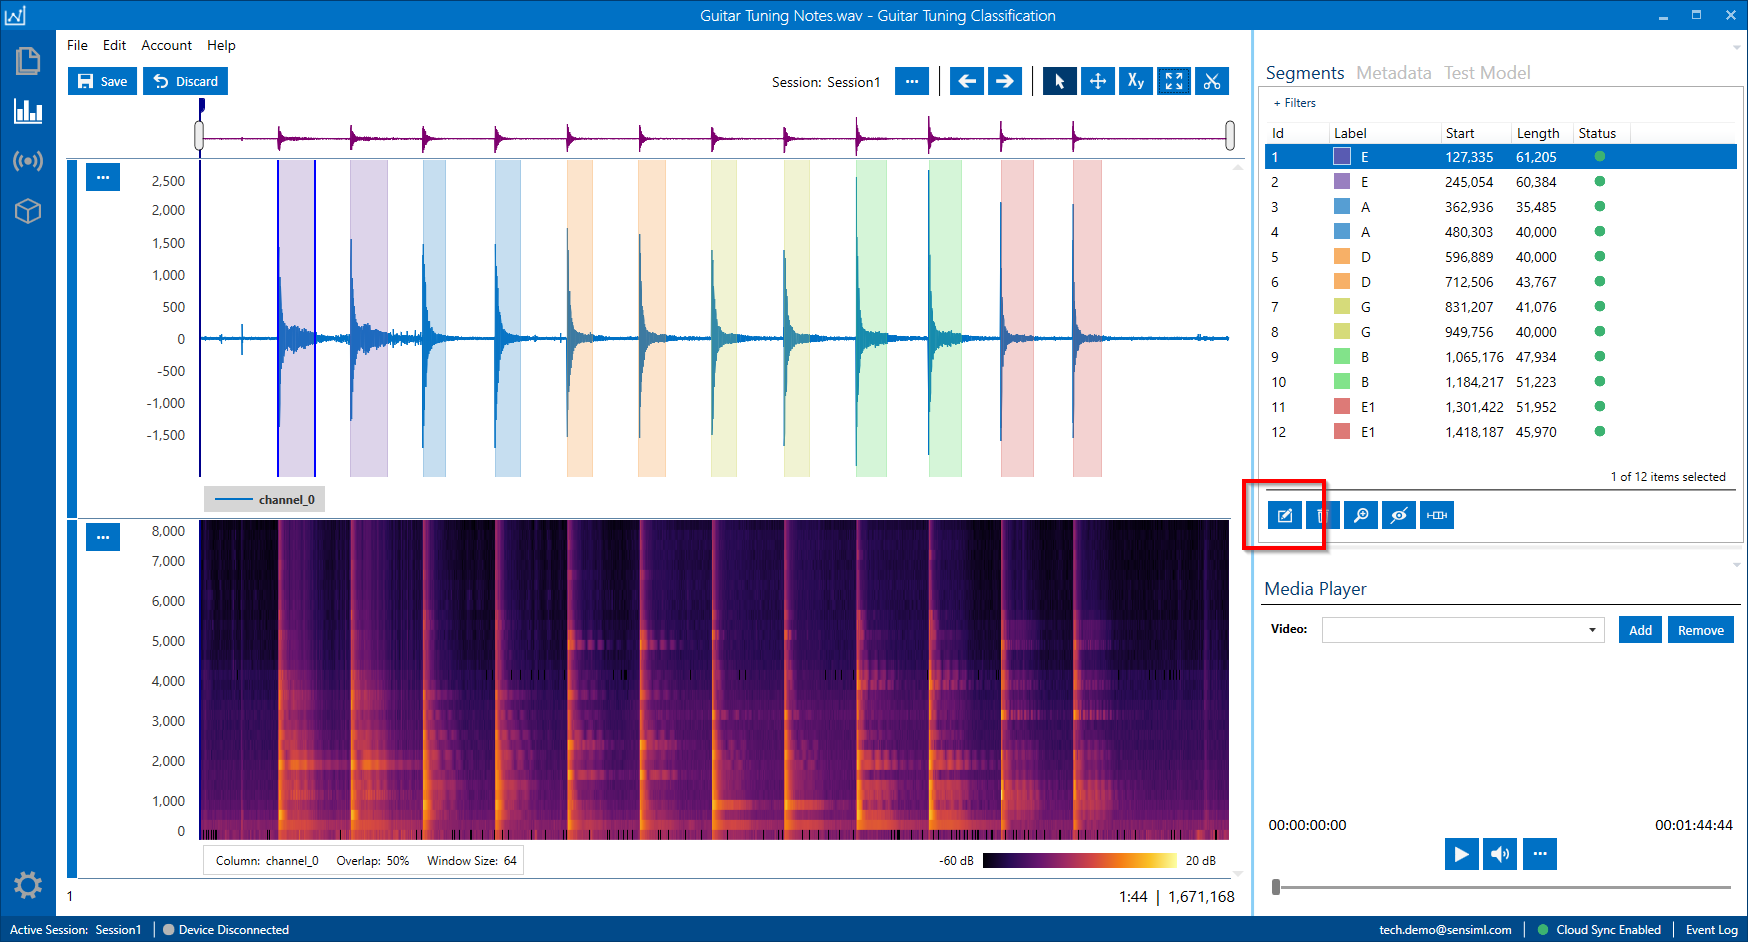 Guitar Tuning Notes.wav - Guitar Tuning Classification
File Edit Account Help
Save Discard
Session: Session1
Xy
2,500
2,000
1,500
1,000
500
0
-500
-1,000
-1,500
channel_0
8,000
7,000
6,000
5,000
4,000
3,000
2,000
1,000
0
Column: channel_0 Overlap: 50% Window Size: 64
-60 dB 20 dB
1
1:44 | 1,671,168
Segments Metadata Test Model
+ Filters
Id Label Start Length Status
1 E 127,335 61,205
2 E 245,054 60,384
3 A 362,936 35,485
4 A 480,303 40,000
5 D 596,889 40,000
6 D 712,506 43,767
7 G 831,207 41,076
8 G 949,756 40,000
9 B 1,065,176 47,934
10 B 1,184,217 51,223
11 E1 1,301,422 51,952
12 E1 1,418,187 45,970
1 of 12 items selected
Media Player
Video: Add Remove
00:00:00:00 00:01:44:44
Active Session: Session1 Device Disconnected
tech.demo@sensiml.com Cloud Sync Enabled Event Log